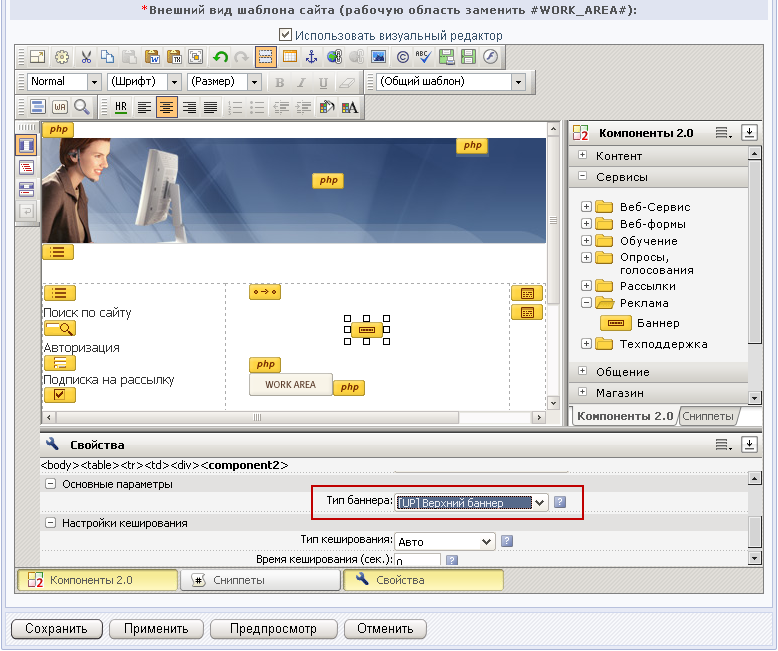 *Внешний вид шаблона сайта (рабочую область заменить #WORK_AREA#):
Использовать визуальный редактор
ABC
Normal
(Шрифт)
(Размер)
B I U
(Общий шаблон)
WR
HR
A
php
php
php
Поиск по сайту
Авторизация
Подписка на рассылку
php
WORK AREA
php
2 Компоненты 2.0
Контент
Сервисы
Веб-Сервис
Веб-формы
Обучение
Опросы,
голосования
Рассылки
Реклама
Баннер
Техподдержка
Общение
Магазин
Компоненты 2.0
Сниппеты
Свойства
<body><table><tr><td><div><component2>
Основные параметры
Тип баннера: [UP] Верхний баннер ?
Настройки кеширования
Тип кеширования: Авто ?
Время кеширования (сек.): 0 ?
2 Компоненты 2.0
# Сниппеты
Свойства
Сохранить
Применить
Предпросмотр
Отменить